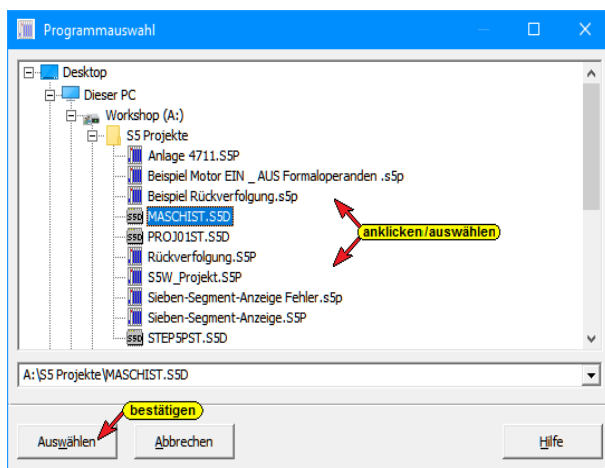 Programmauswahl
Desktop
Dieser PC
Workshop (A:)
S5 Projekte
Anlage 4711.S5P
Beispiel Motor EIN _ AUS Formaloperanden .s5p
Beispiel Rückverfolgung.s5p
MASCHIST.S5D
PROJ01ST.S5D
anklicken/auswählen
Rückverfolgung.S5P
S5W_Projekt.S5P
Sieben-Segment-Anzeige Fehler.s5p
Sieben-Segment-Anzeige.S5P
STEP5PST.S5D
A:\S5 Projekte\MASCHIST.S5D
bestätigen
Auswählen Abbrechen Hilfe